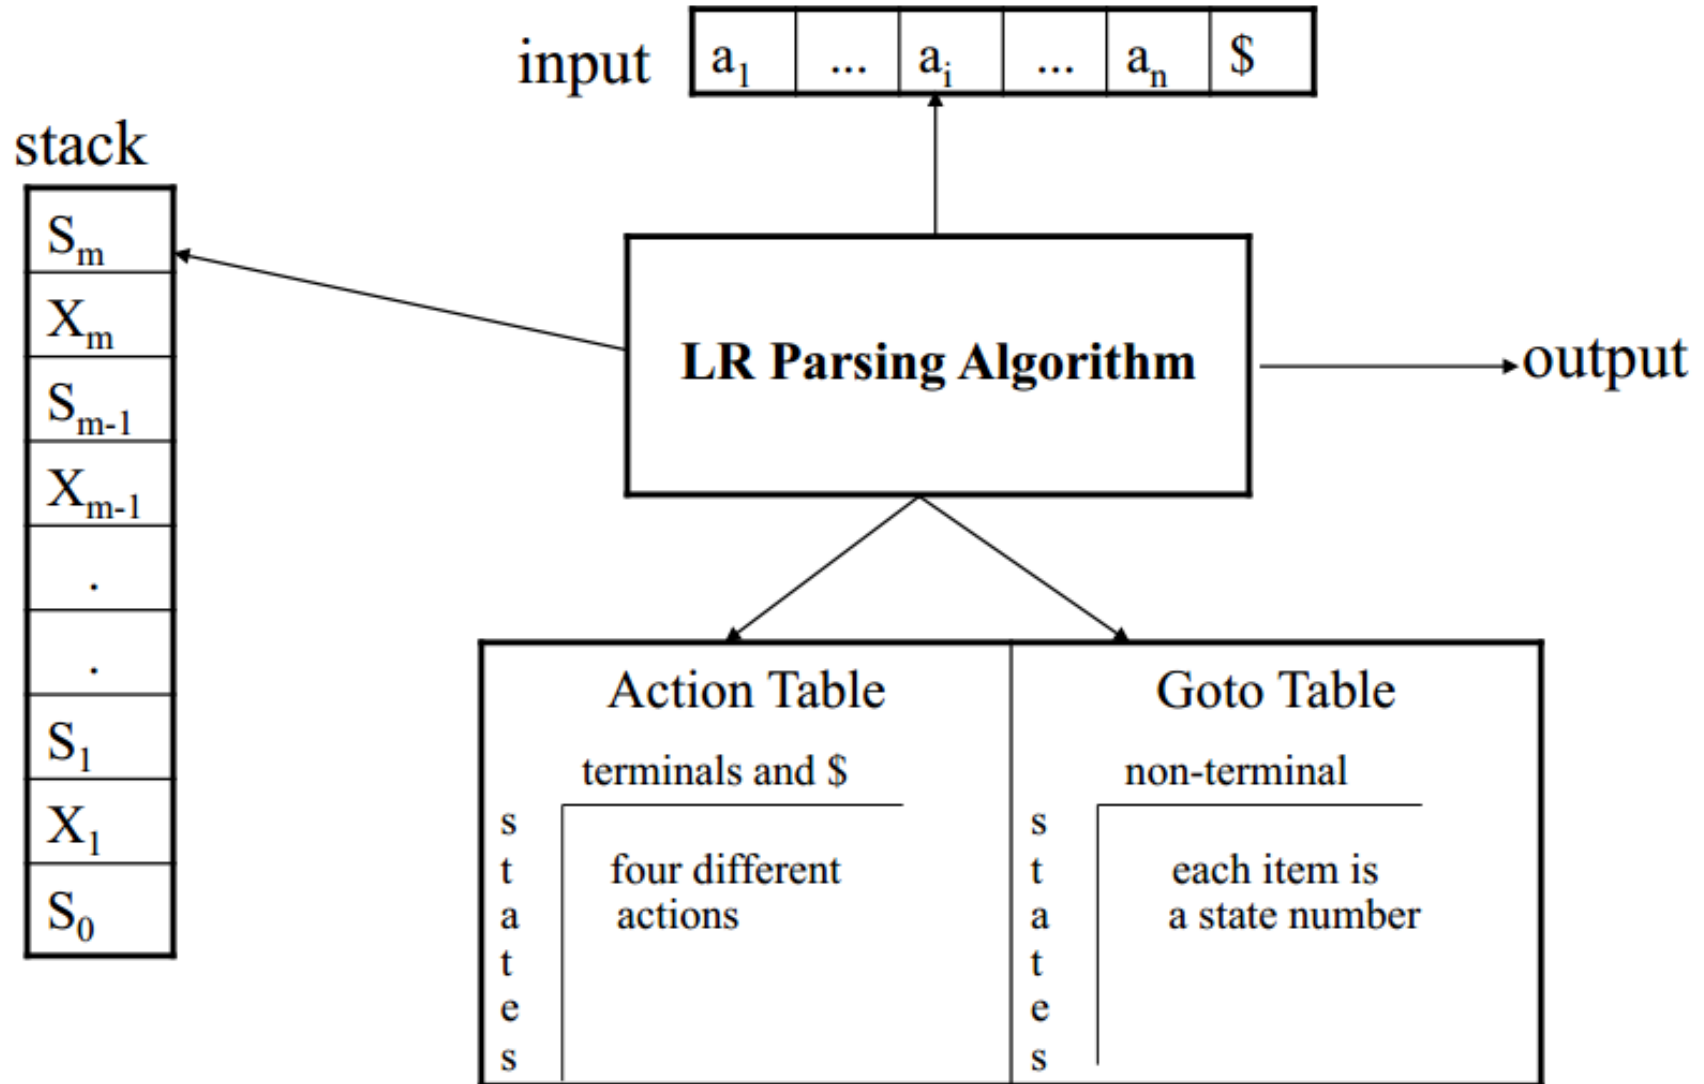 input
a₁ ... aᵢ ... aₙ $
stack
Sₘ
Xₘ
Sₘ₋₁
Xₘ₋₁
.
.
S₁
X₁
S₀
LR Parsing Algorithm
output
Action Table
terminals and $
states
four different
actions
Goto Table
non-terminal
states
each item is
a state number